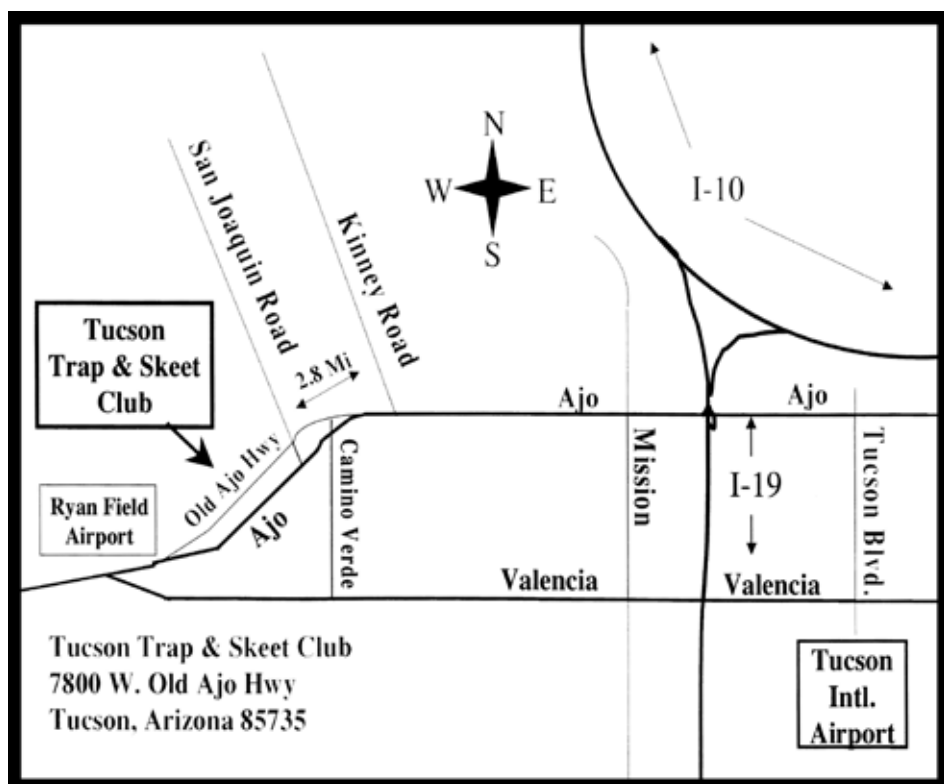 N
W E
S
I-10
San Joaquin Road
Kinney Road
Tucson
Trap & Skeet
Club
2.8 Mi
Ajo
Ajo
Old Ajo Hwy
Ajo
Camino Verde
Mission
I-19
Tucson Blvd.
Ryan Field
Airport
Valencia
Valencia
Tucson Trap & Skeet Club
7800 W. Old Ajo Hwy
Tucson, Arizona 85735
Tucson
Intl.
Airport